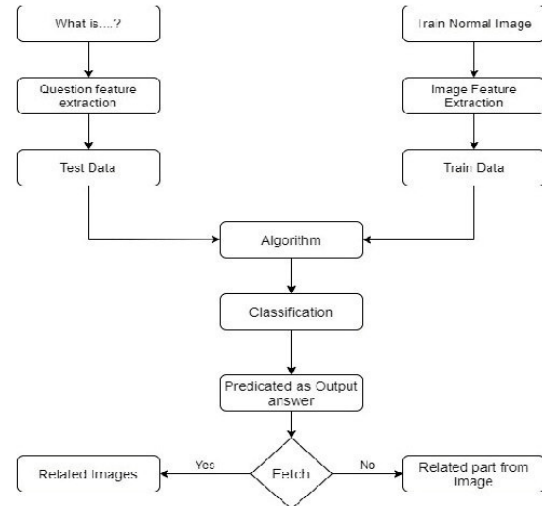 What is....?
Train Normal Image
Question feature
extraction
Image Feature
Extraction
Test Data
Train Data
Algorithm
Classification
Predicated as Output
answer
Fetch
Yes
No
Related Images
Related part from
Image